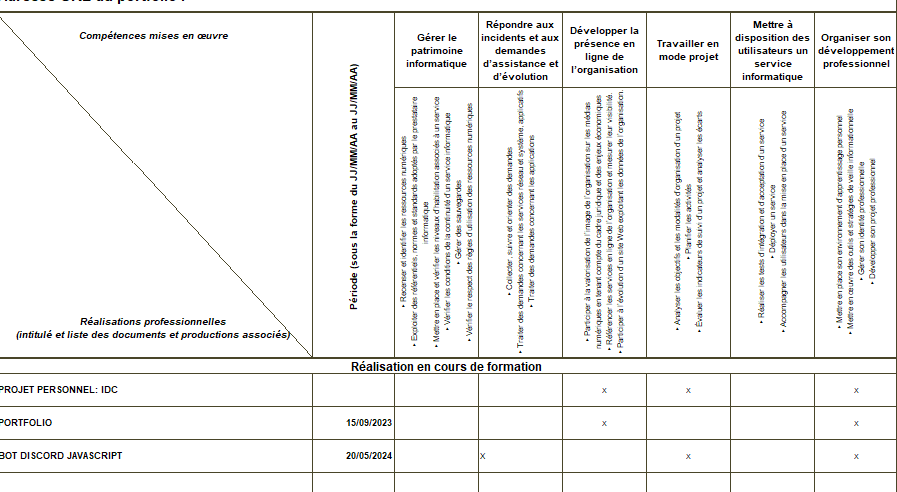 Compétences mises en œuvre
Réalisations professionnelles
(intitulé et liste des documents et productions associés)
Période (sous la forme du JJ/MM/AA au JJ/MM/AA)
Gérer le
patrimoine
informatique
Répondre aux
incidents et aux
demandes
d'assistance et
d'évolution
Développer la
présence en
ligne de
l'organisation
Travailler en
mode projet
Mettre à
disposition des
utilisateurs un
service
informatique
Organiser son
développement
professionnel
• Recenser et identifier les ressources numériques
• Exploiter des référentiels, normes et standards adoptés par le prestataire
informatique
• Mettre en place et vérifier les niveaux d'habilitation associés à un service
• Vérifier les conditions de la continuité d'un service informatique
• Gérer des sauvegardes
• Vérifier le respect des règles d'utilisation des ressources numériques
• Collecter, suivre et orienter des demandes
• Traiter des demandes concernant les services réseau et système, applicatifs
• Traiter des demandes concernant les applications
• Participer à la valorisation de l'image de l'organisation sur les médias
numériques en tenant compte du cadre juridique et des enjeux économiques
• Référencer les services en ligne de l'organisation et mesurer leur visibilité.
• Participer à l'évolution d'un site Web exploitant les données de l'organisation.
• Analyser les objectifs et les modalités d'organisation d'un projet
• Planifier les activités
• Évaluer les indicateurs de suivi d'un projet et analyser les écarts
• Réaliser les tests d'intégration et d'acceptation d'un service
• Déployer un service
• Accompagner les utilisateurs dans la mise en place d'un service
• Mettre en place son environnement d'apprentissage personnel
• Mettre en œuvre des outils et stratégies de veille informationnelle
• Gérer son identité professionnelle
• Développer son projet professionnel
Réalisation en cours de formation
PROJET PERSONNEL: IDC X X X
PORTFOLIO 15/09/2023 X X
BOT DISCORD JAVASCRIPT 20/05/2024 X X X